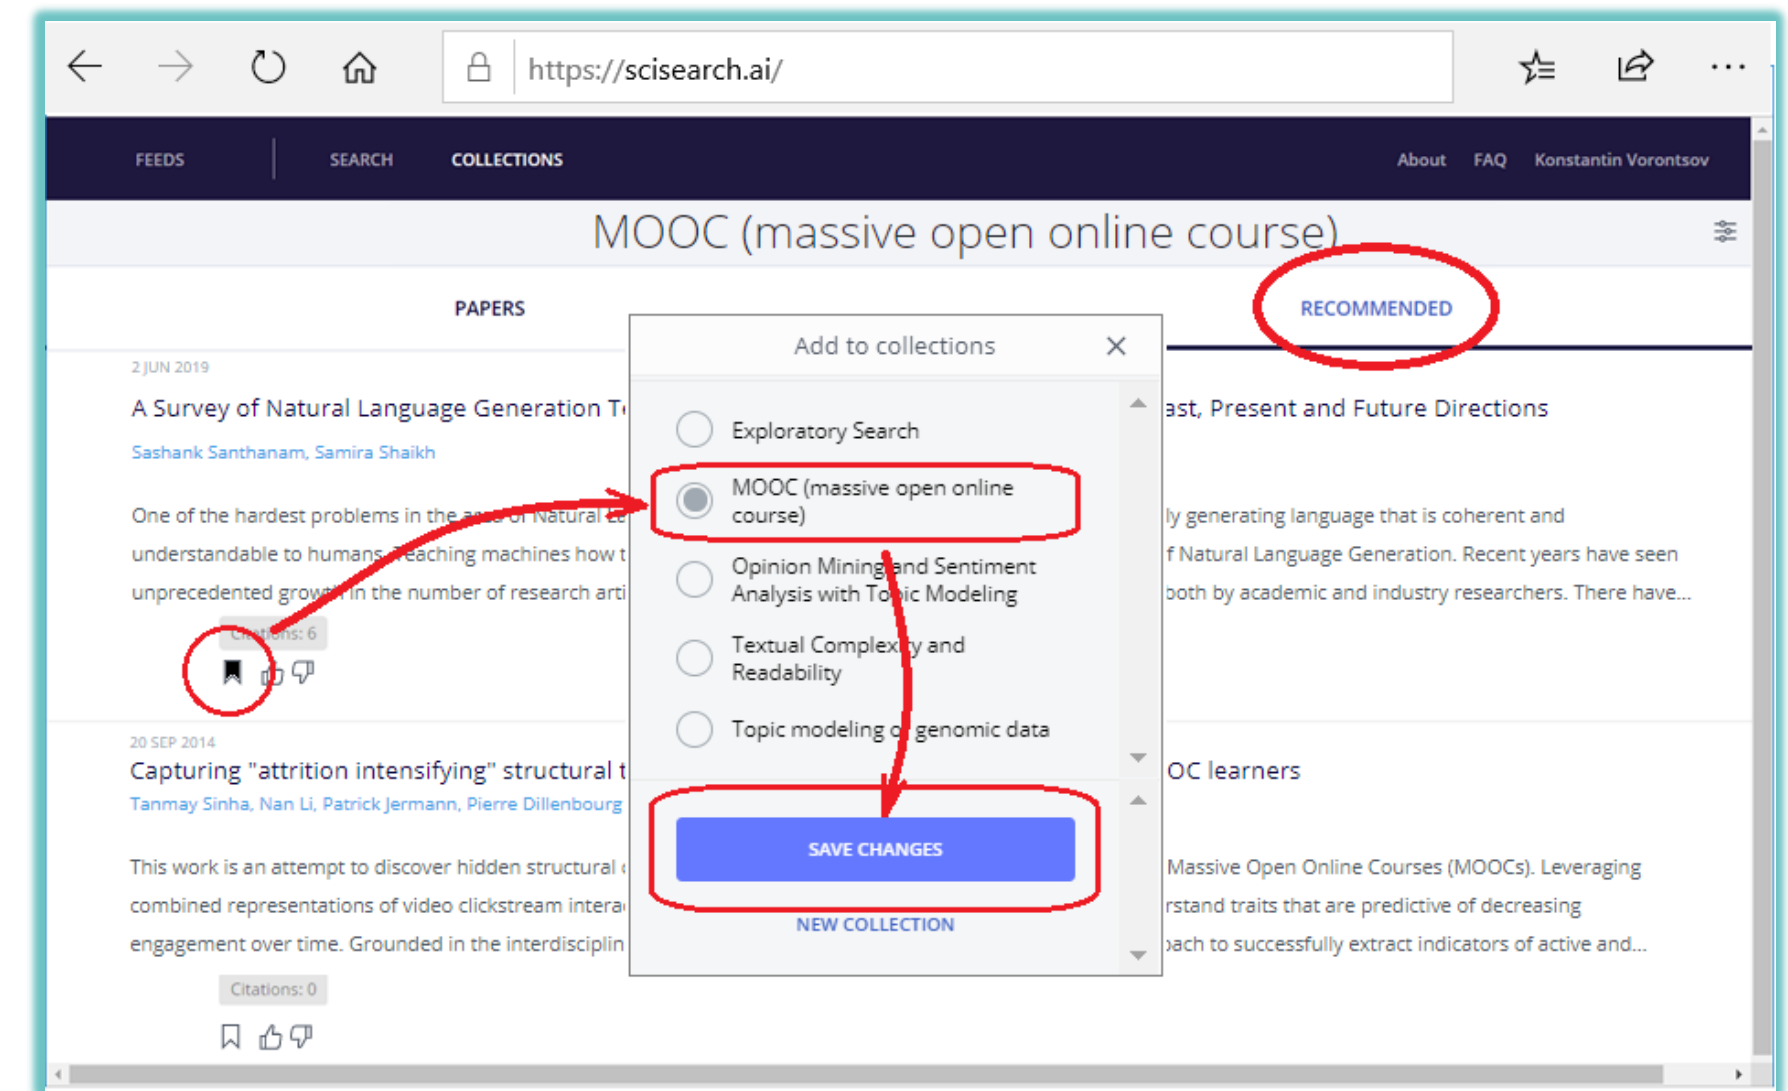 https://scisearch.ai/
FEEDS SEARCH COLLECTIONS About FAQ Konstantin Vorontsov
MOOC (massive open online course)
PAPERS RECOMMENDED
2 JUN 2019
A Survey of Natural Language Generation ast, Present and Future Directions
Sashank Santhanam, Samira Shaikh
One of the hardest problems in the area of Natural ly generating language that is coherent and
understandable to humans. Teaching machines how f Natural Language Generation. Recent years have seen
unprecedented growth in the number of research arti both by academic and industry researchers. There have...
Citations: 6
Add to collections
Exploratory Search
MOOC (massive open online
course)
Opinion Mining and Sentiment
Analysis with Topic Modeling
Textual Complexity and
Readability
Topic modeling of genomic data
SAVE CHANGES
NEW COLLECTION
20 SEP 2014
Capturing "attrition intensifying" structural t OC learners
Tanmay Sinha, Nan Li, Patrick Jermann, Pierre Dillenbourg
This work is an attempt to discover hidden structural Massive Open Online Courses (MOOCs). Leveraging
combined representations of video clickstream intera rstand traits that are predictive of decreasing
engagement over time. Grounded in the interdisciplin ach to successfully extract indicators of active and...
Citations: 0